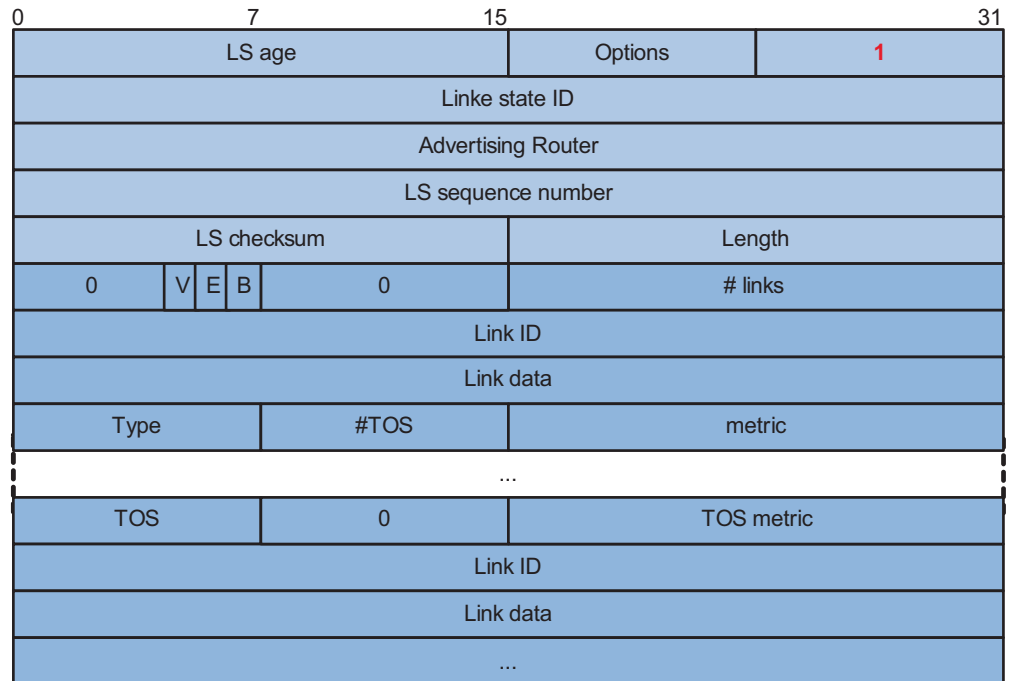 0 7 15 31
LS age Options 1
Linke state ID
Advertising Router
LS sequence number
LS checksum Length
0 V E B 0 # links
Link ID
Link data
Type #TOS metric
...
TOS 0 TOS metric
Link ID
Link data
...